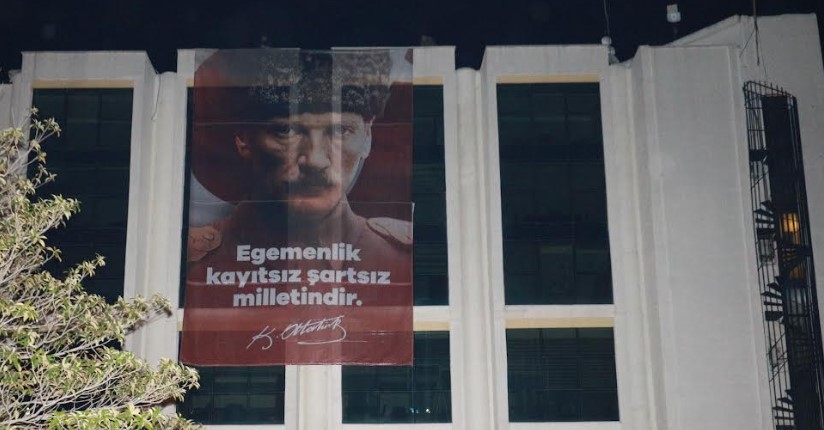 Egemenlik
kayıtsız şartsız
milletindir.
K. Atatürk